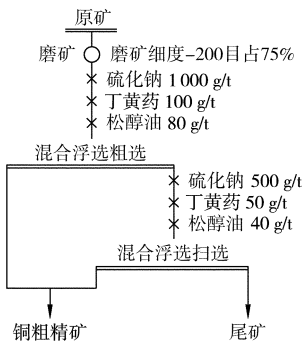 原矿
磨矿 磨矿细度-200目占75%
硫化钠 1 000 g/t
丁黄药 100 g/t
松醇油 80 g/t
混合浮选粗选
硫化钠 500 g/t
丁黄药 50 g/t
松醇油 40 g/t
混合浮选扫选
铜粗精矿 尾矿